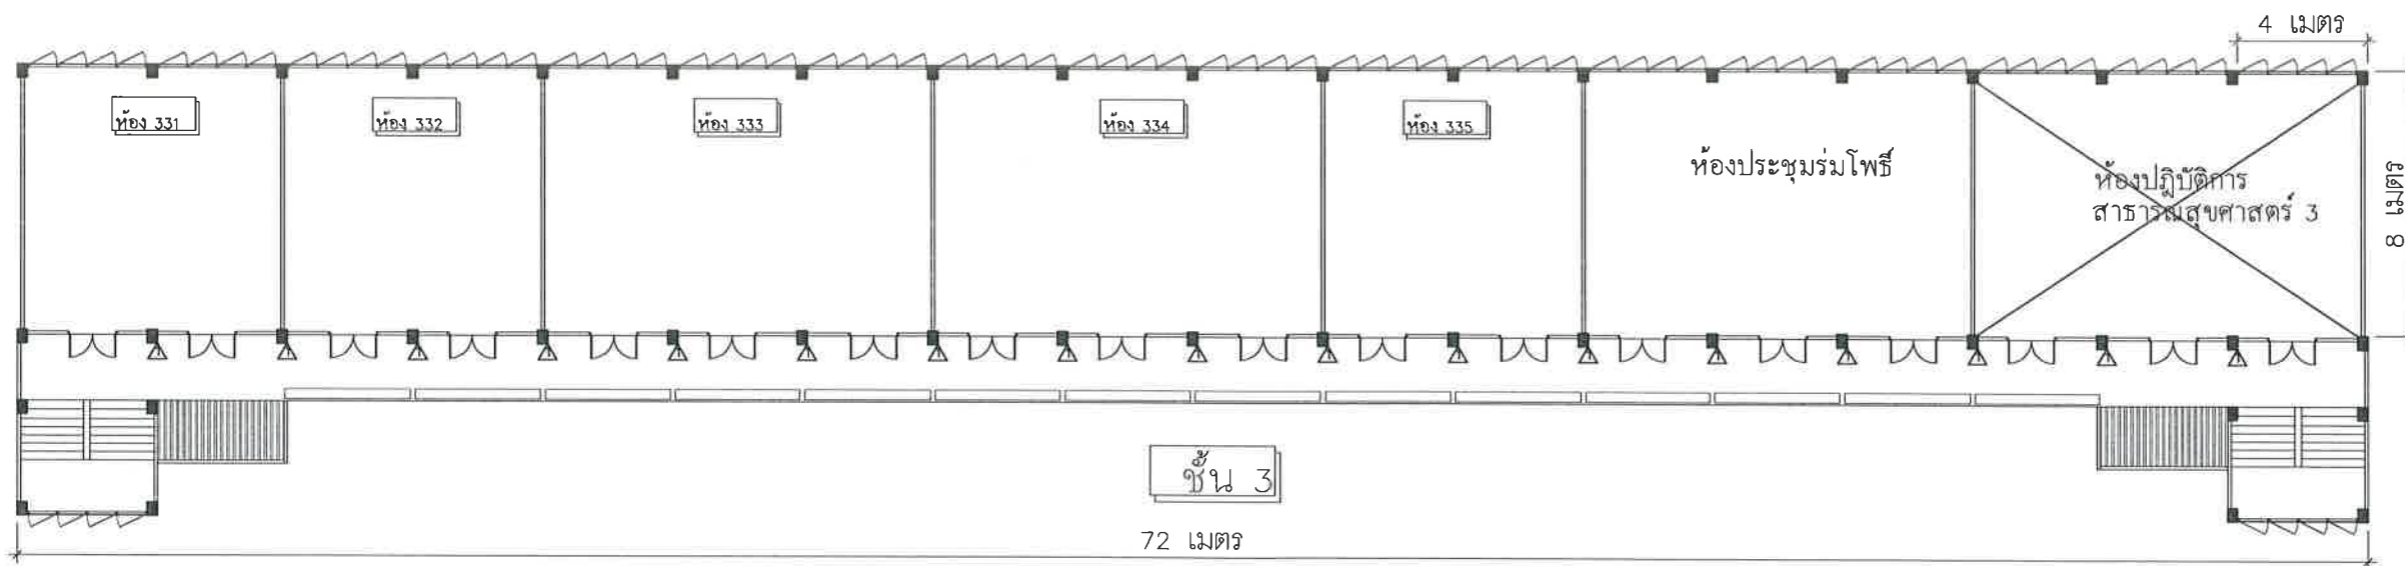 4 เมตร
ห้อง 331
ห้อง 332
ห้อง 333
ห้อง 334
ห้อง 335
ห้องประชุมร่มโพธิ์
ห้องปฎิบัติการ
สาธารณสุขศาสตร์ 3
8 เมตร
ชั้น 3
72 เมตร